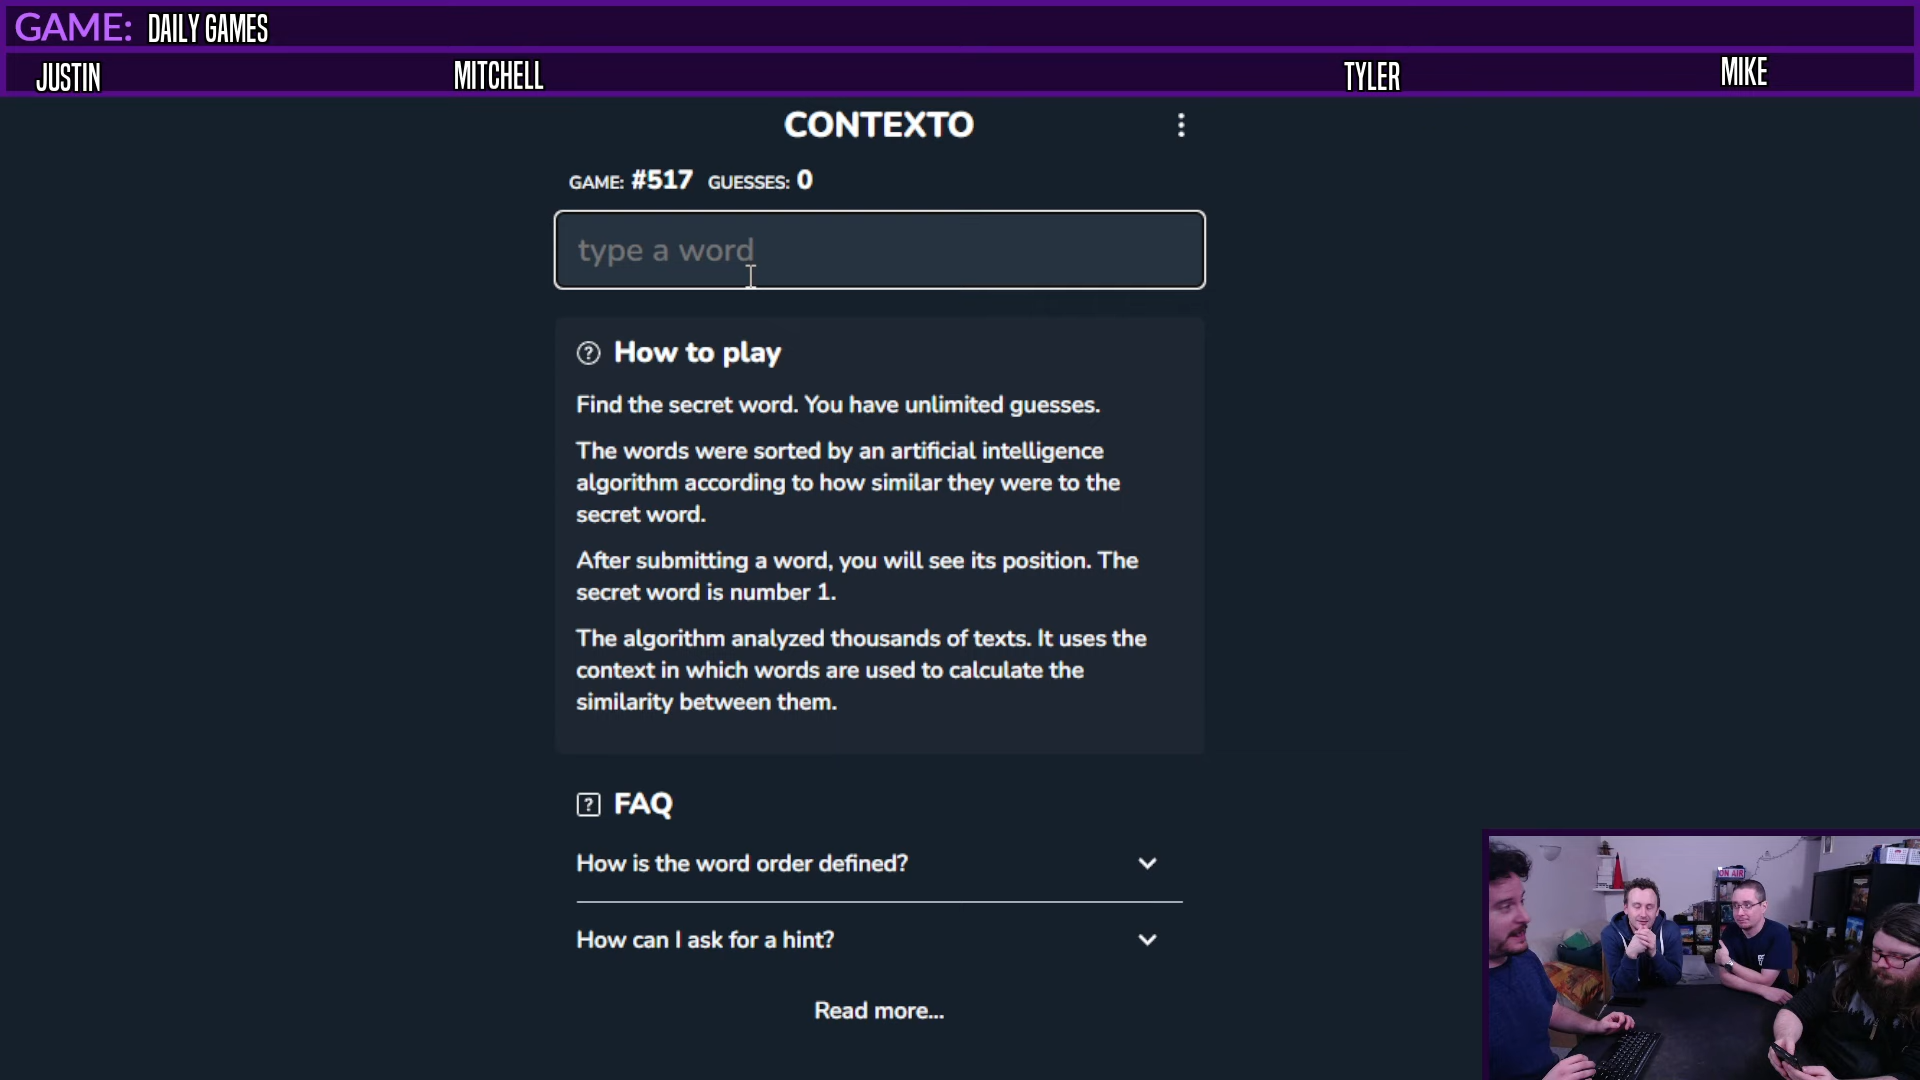 GAME: DAILY GAMES
JUSTIN MITCHELL TYLER MIKE
CONTEXTO
GAME: #517 GUESSES: 0
type a word
How to play
Find the secret word. You have unlimited guesses.
The words were sorted by an artificial intelligence
algorithm according to how similar they were to the
secret word.
After submitting a word, you will see its position. The
secret word is number 1.
The algorithm analyzed thousands of texts. It uses the
context in which words are used to calculate the
similarity between them.
FAQ
How is the word order defined?
How can I ask for a hint?
Read more...
ON AIR